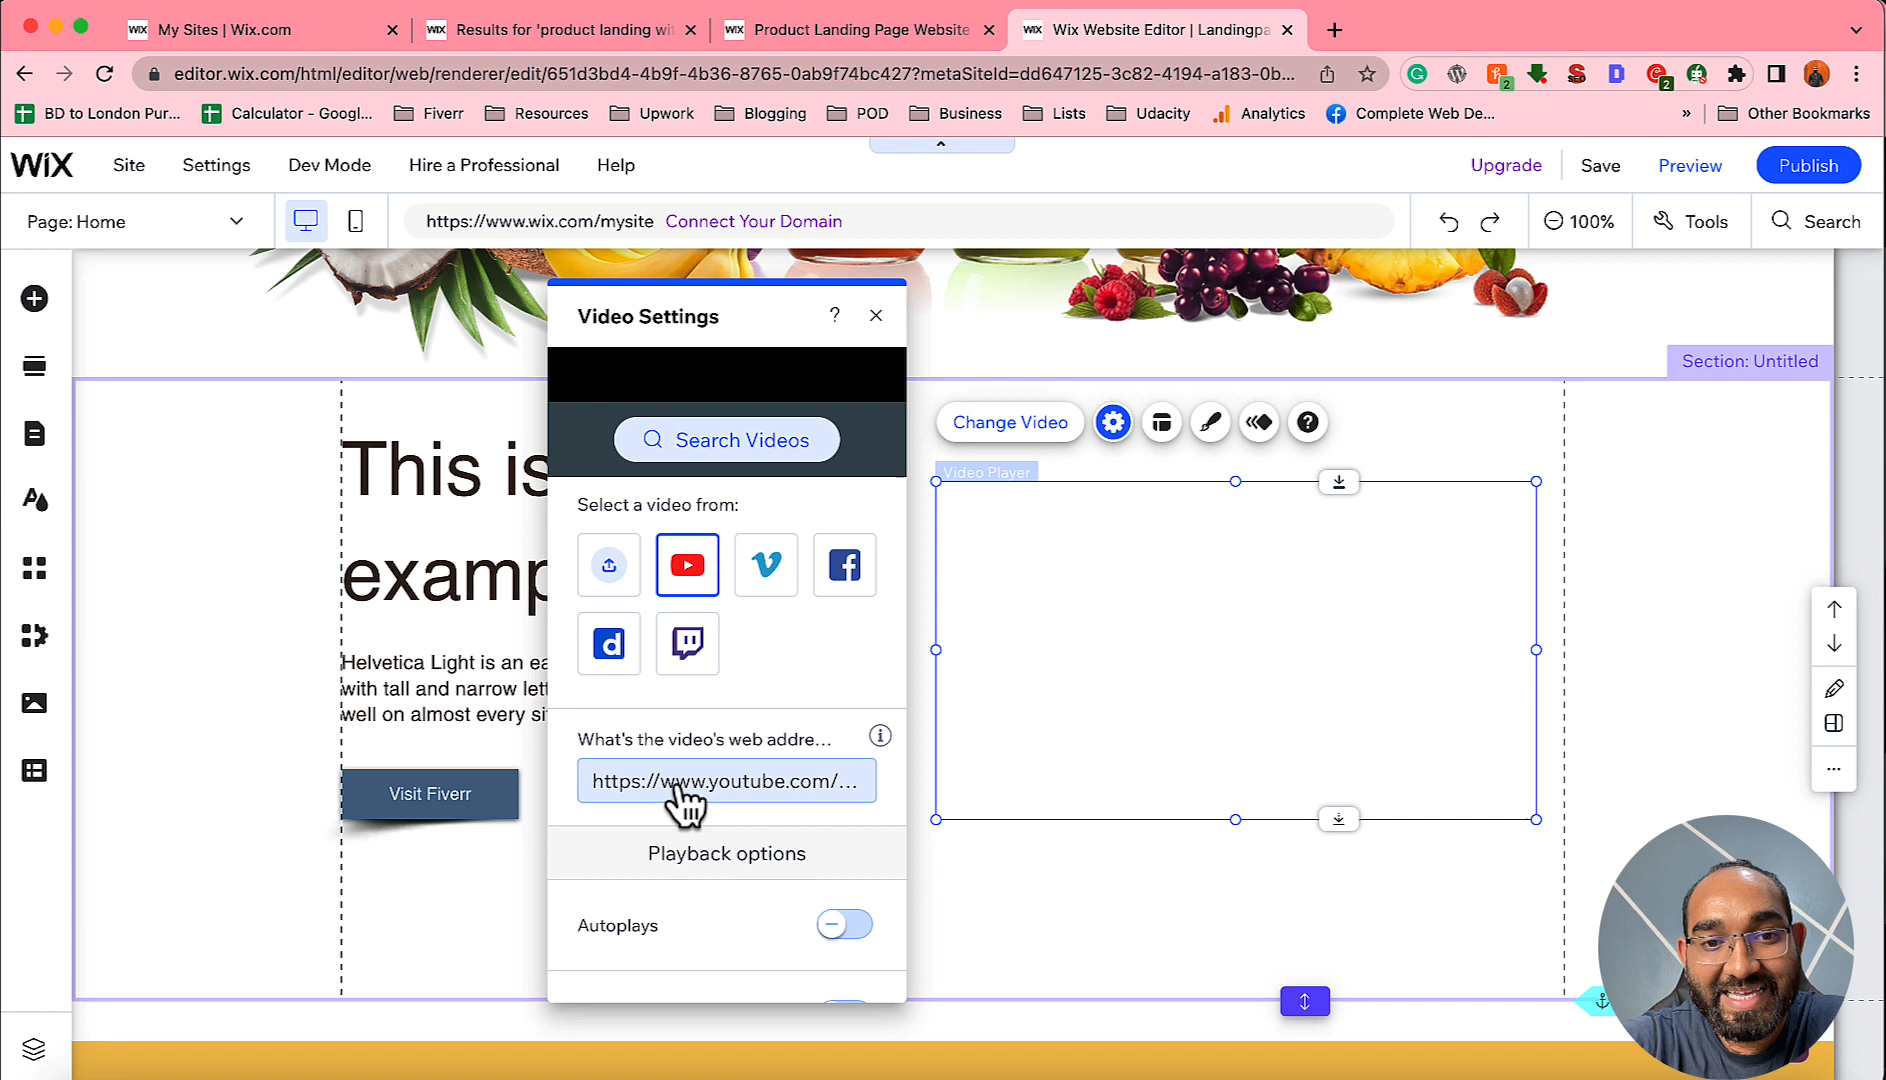 My Sites | Wix.com
Results for 'product landing wit
Product Landing Page Website
Wix Website Editor | Landingpa
editor.wix.com/html/editor/web/renderer/edit/651d3bd4-4b9f-4b36-8765-0ab9f74bc427?metaSiteId=dd647125-3c82-4194-a183-0b...
BD to London Pur...
Calculator - Googl...
Fiverr
Resources
Upwork
Blogging
POD
Business
Lists
Udacity
Analytics
Complete Web De...
»
Other Bookmarks
WIX
Site
Settings
Dev Mode
Hire a Professional
Help
Upgrade
Save
Preview
Publish
Page: Home
https://www.wix.com/mysite Connect Your Domain
100%
Tools
Search
Section: Untitled
Video Settings
?
Search Videos
Select a video from:
What's the video's web addre...
https://www.youtube.com/...
Playback options
Autoplays
Change Video
Video Player
This is
examp
Helvetica Light is an ea
with tall and narrow lett
well on almost every si
Visit Fiverr